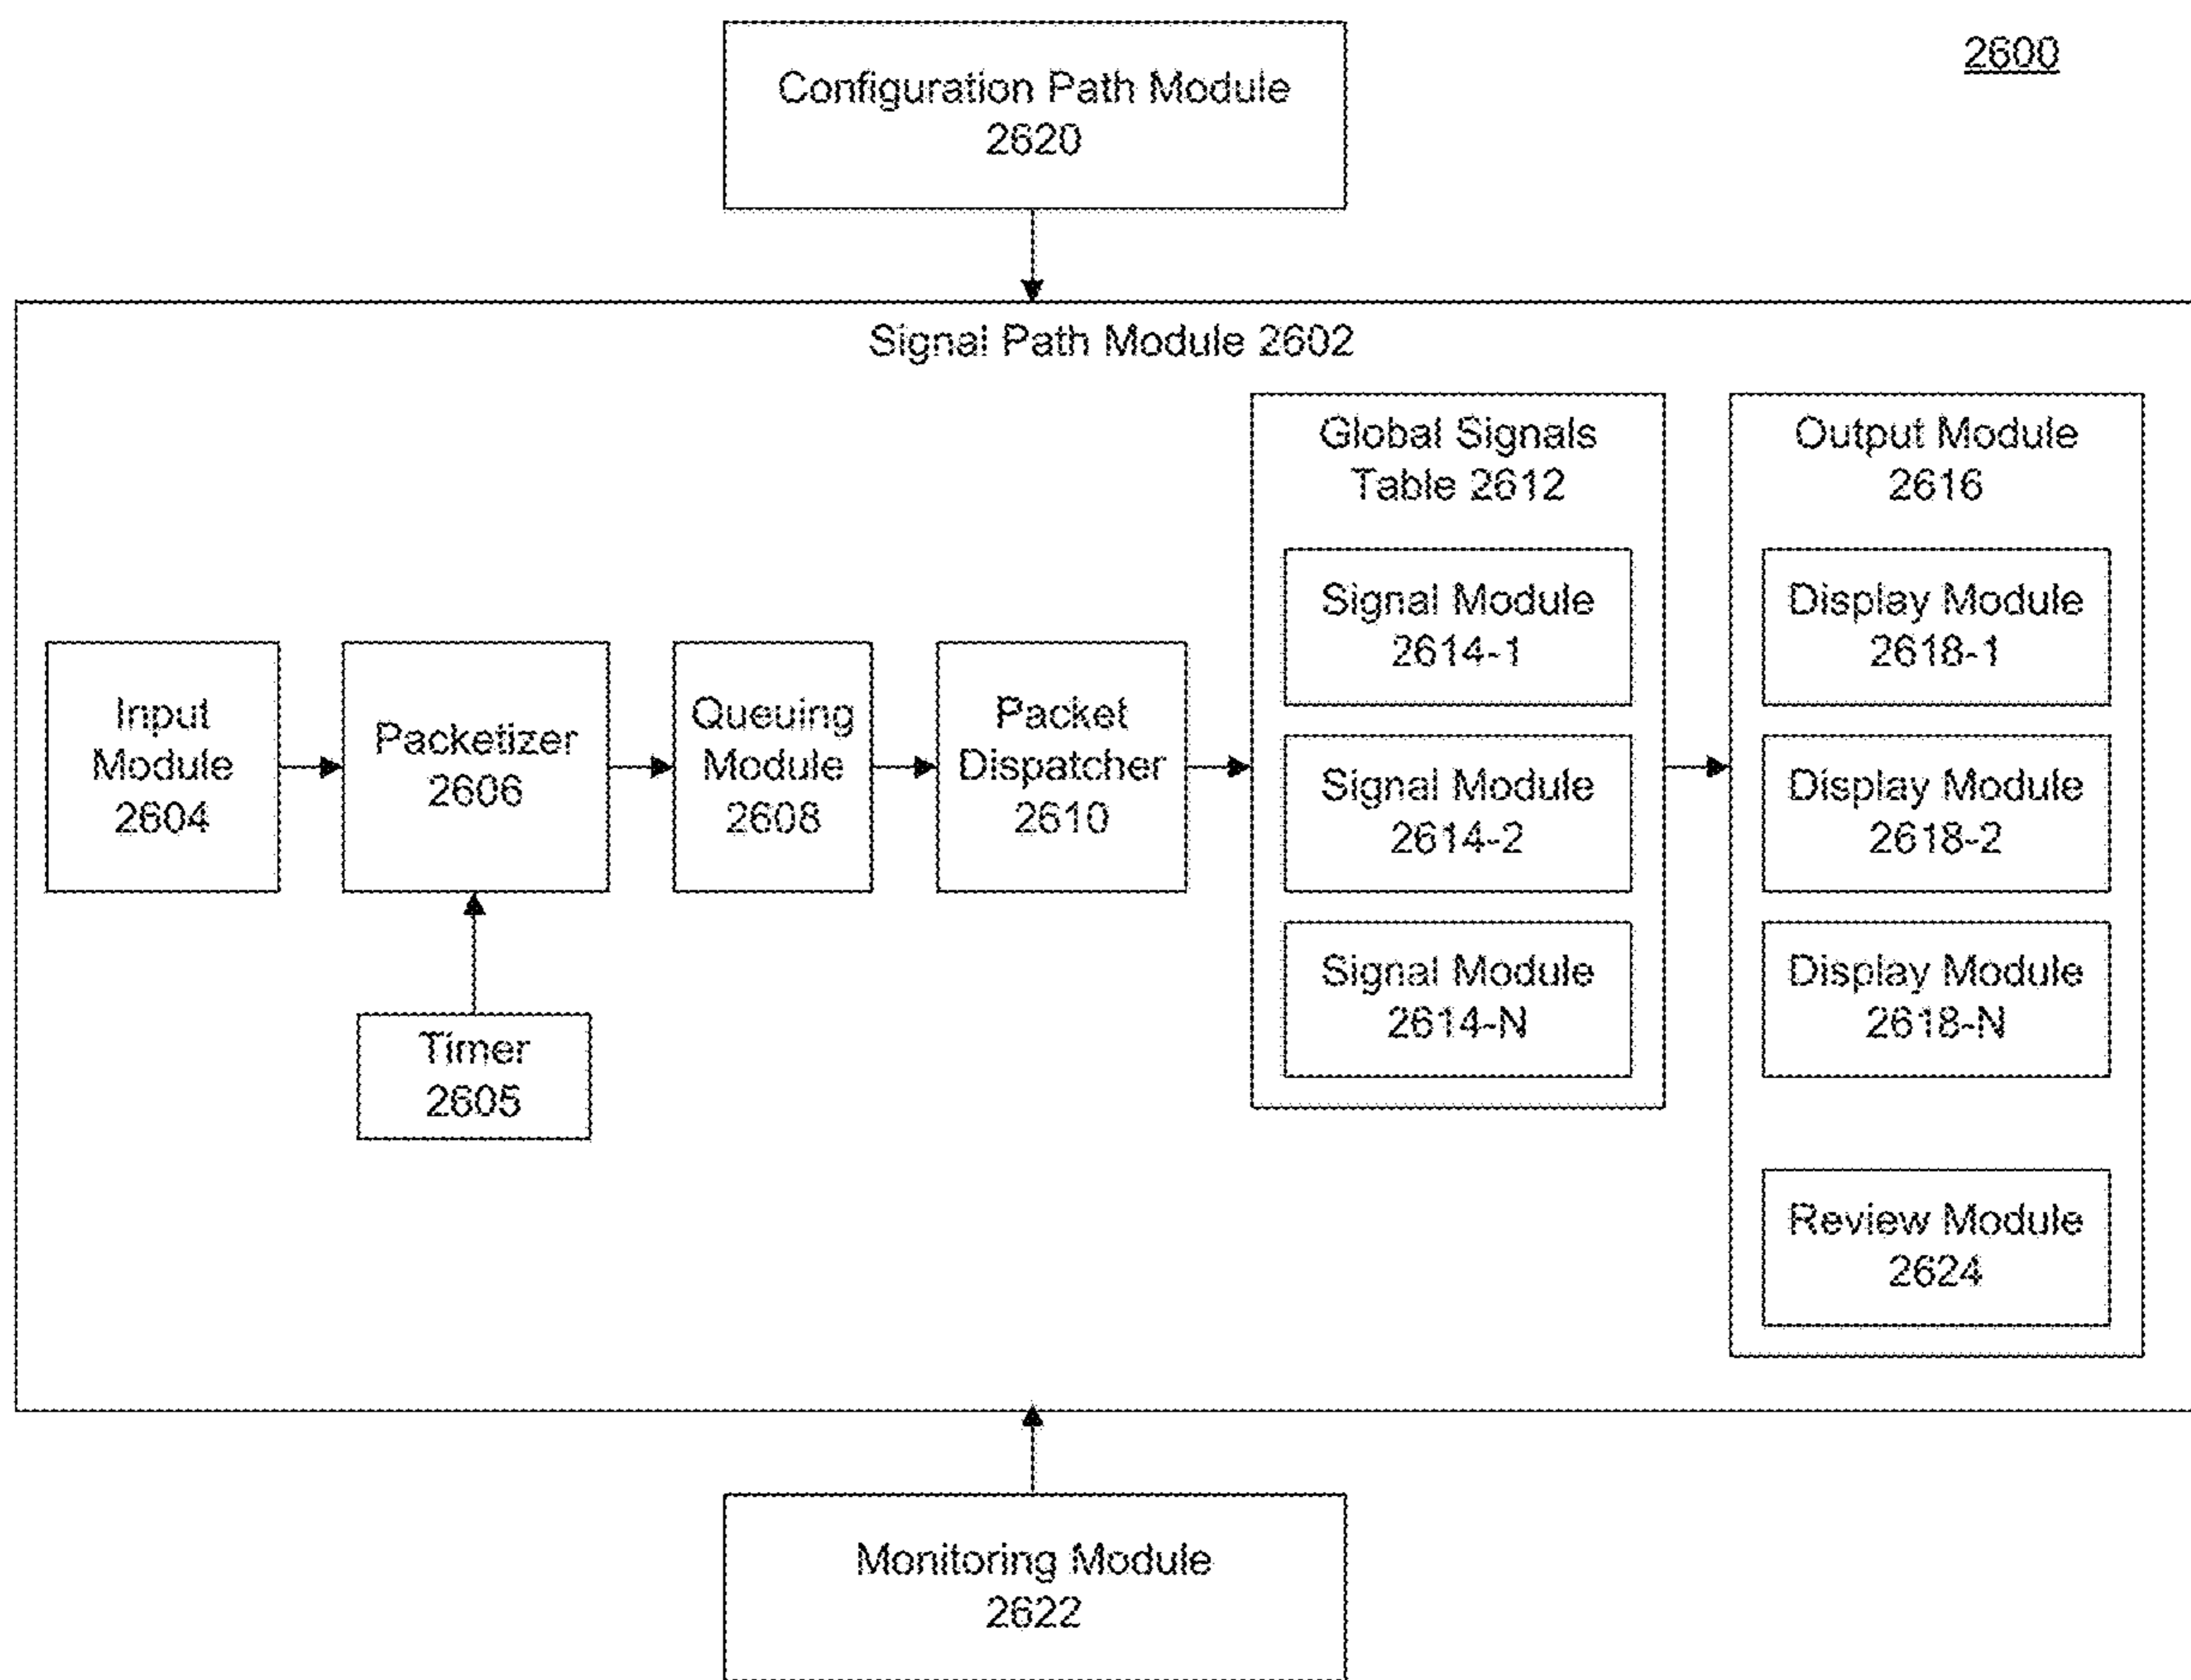 2600
Configuration Path Module
2620
Signal Path Module 2602
Input
Module
2604
Packetizer
2606
Timer
2605
Queuing
Module
2608
Packet
Dispatcher
2610
Global Signals
Table 2612
Signal Module
2614-1
Signal Module
2614-2
Signal Module
2614-N
Output Module
2616
Display Module
2618-1
Display Module
2618-2
Display Module
2618-N
Review Module
2624
Monitoring Module
2622